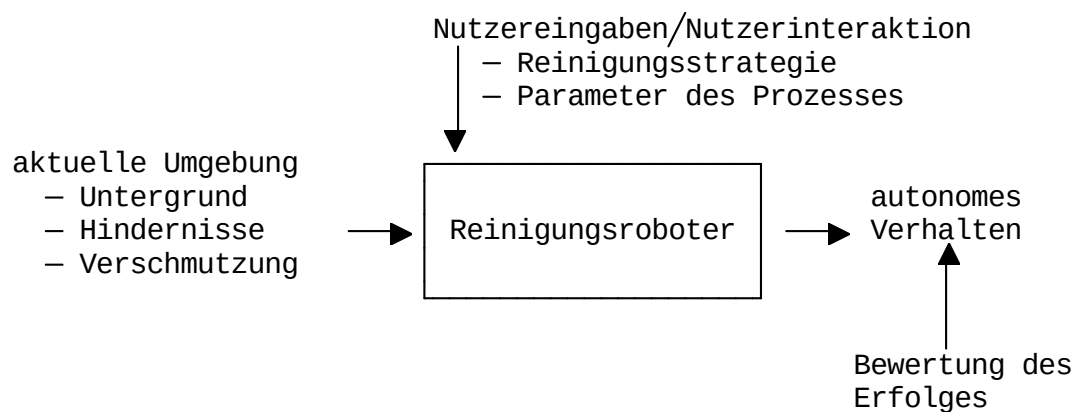 Nutzereingaben/Nutzerinteraktion
– Reinigungsstrategie
– Parameter des Prozesses
aktuelle Umgebung
– Untergrund
– Hindernisse
– Verschmutzung
Reinigungsroboter
autonomes
Verhalten
Bewertung des
Erfolges